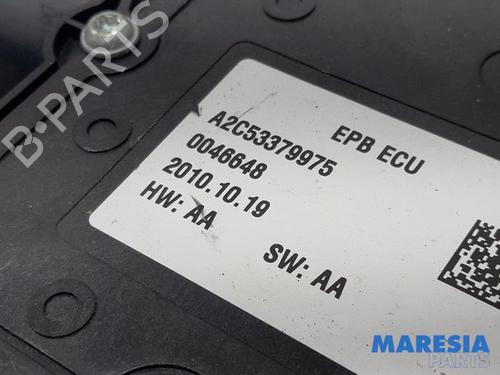 B-PARTS
EPB ECU
A2C53379975
0046648
2010.10.19
HW: AA
SW: AA
MARESIA
PARTS